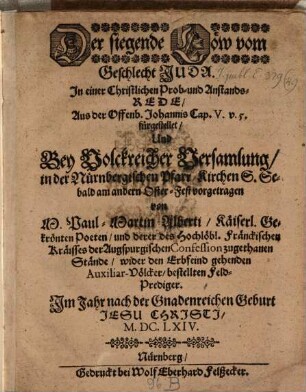 Der siegende Löw vom
Geschlecht JUDA.
In einer Christlichen Prob- und Anstands-
REDE/
Aus der Offenb. Johannis Cap. V. v. 5.
fürgestellet/
Und
Bey Volckreicher Versamlung/
in der Nürnbergischen Pfarr-Kirchen S. Se-
bald am andern Oster-Fest vorgetragen
von
M. Paul-Martin Alberti/ Käiserl. Ge-
krönten Poeten/ und derer des Hochlöbl. Fränckischen
Kräisses der Augspurgischen Confession zugethanen
Stände/ wider den Erbfeind gehenden
Auxiliar-Völcker/ bestellten Feld-
Prediger.
Im Jahr nach der Gnadenreichen Geburt
JESU CHRISTI/
M. DC. LXIV.
Nürnberg/
Gedruckt bei Wolf Eberhard Felßecker.
96 B